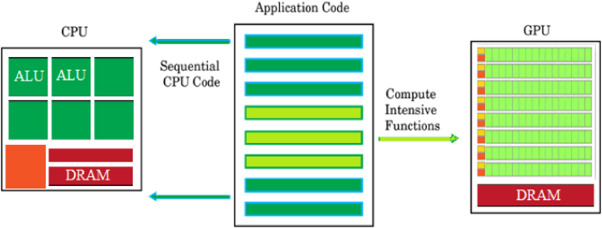 Application Code
CPU
GPU
ALU ALU
Sequential
CPU Code
Compute
Intensive
Functions
DRAM
DRAM